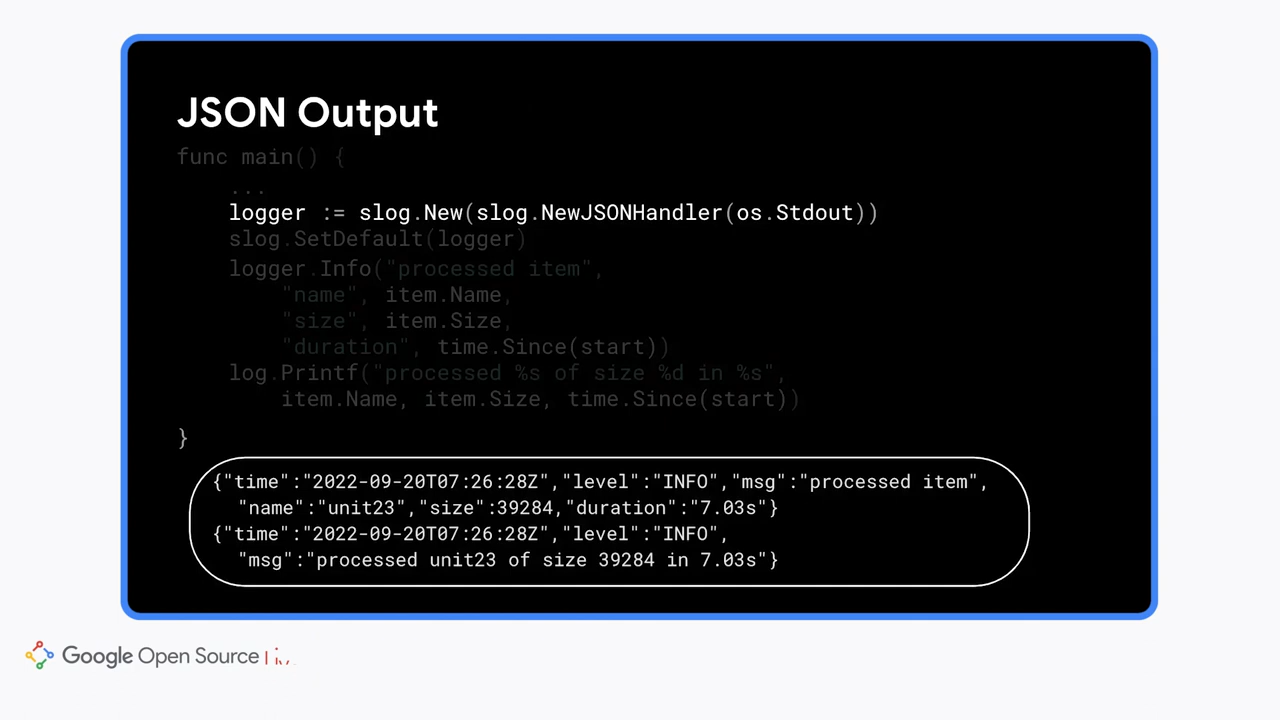 JSON Output
func main() {
...
logger := slog.New(slog.NewJSONHandler(os.Stdout))
slog.SetDefault(logger)
logger.Info("processed item",
"name", item.Name,
"size", item.Size,
"duration", time.Since(start))
log.Printf("processed %s of size %d in %s",
item.Name, item.Size, time.Since(start))
}
{"time":"2022-09-20T07:26:28Z","level":"INFO","msg":"processed item",
"name":"unit23","size":39284,"duration":"7.03s"}
{"time":"2022-09-20T07:26:28Z","level":"INFO",
"msg":"processed unit23 of size 39284 in 7.03s"}
Google Open Source